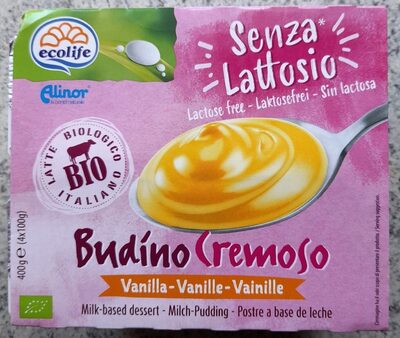 ecolife
Alinor
Senza*
Lattosio
Lactose free - Laktosefrei - Sin lactosa
LATTE BIOLOGICO
BIO
ITALIANO
400g (4x100g)
Budino Cremoso
Vanilla-Vanille-Vainille
Milk-based dessert - Milch-Pudding - Postre a base de leche